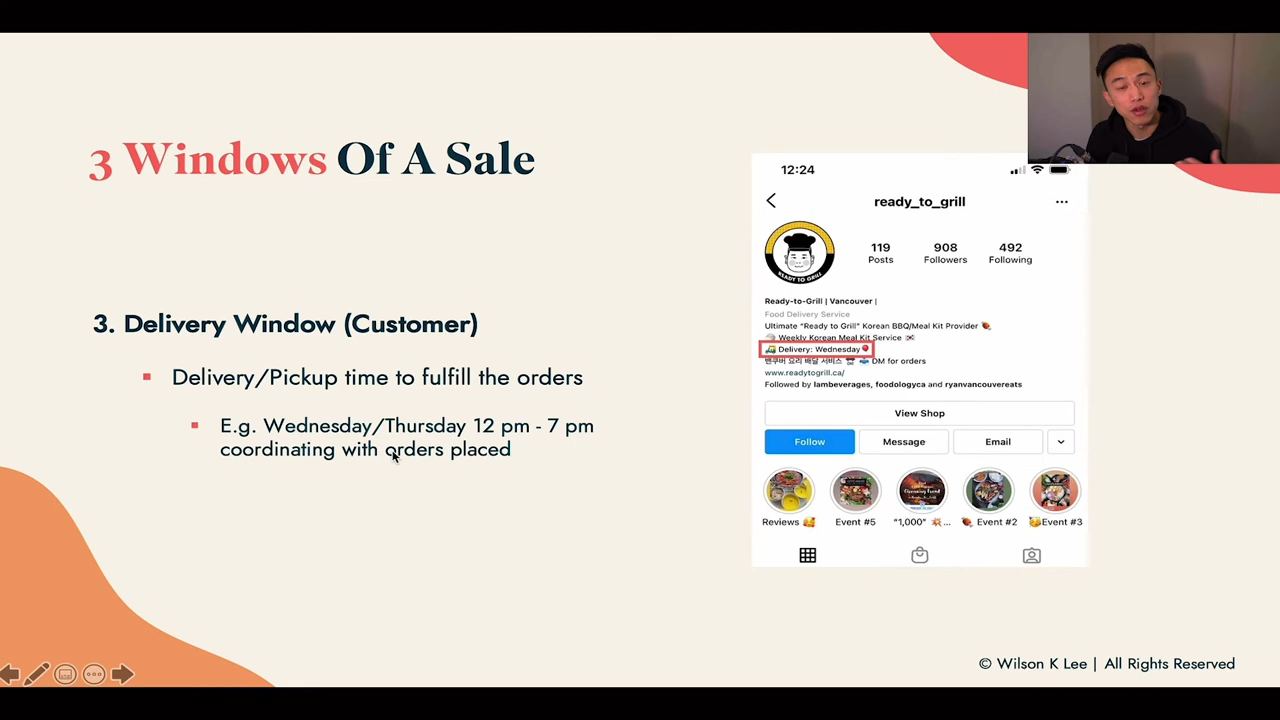 3 Windows Of A Sale
3. Delivery Window (Customer)
Delivery/Pickup time to fulfill the orders
E.g. Wednesday/Thursday 12 pm - 7 pm
coordinating with orders placed
12:24
ready_to_grill
READY TO GRILL
119
Posts
908
Followers
492
Following
Ready-to-Grill | Vancouver |
Food Delivery Service
Ultimate “Ready to Grill” Korean BBQ/Meal Kit Provider
Weekly Korean Meal Kit Service
Delivery: Wednesday
밴쿠버 요리 배달 서비스 DM for orders
www.readytogrill.ca/
Followed by lambeverages, foodologyca and ryanvancouvereats
View Shop
Follow
Message
Email
Reviews
Event #5
“1,000” ...
Event #2
Event #3
© Wilson K Lee | All Rights Reserved